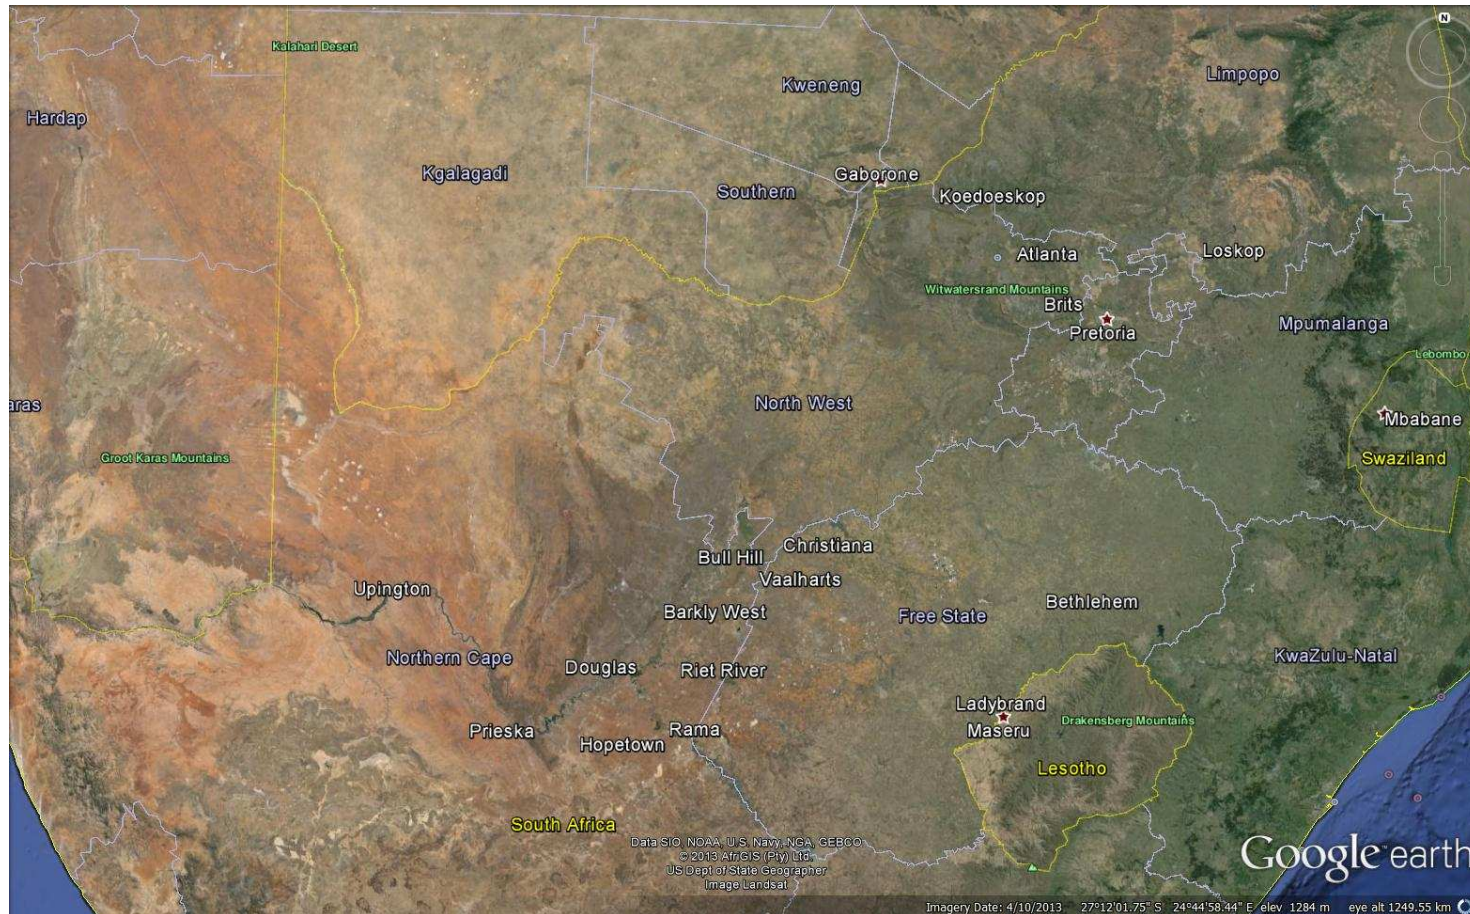 N
Kalahari Desert
Limpopo
Kweneng
Hardap
Kgalagadi
Gaborone
Southern
Koedoeskop
Atlanta
Loskop
Witwatersrand Mountains
Brits
Mpumalanga
Pretoria
Lebombo
aras
North West
Mbabane
Groot Karas Mountains
Swaziland
Christiana
Bull Hill
Vaalharts
Upington
Bethlehem
Barkly West
Free State
Northern Cape
KwaZulu-Natal
Douglas
Riet River
Ladybrand
Drakensberg Mountains
Prieska
Rama
Maseru
Hopetown
Lesotho
South Africa
Data SIO, NOAA, U.S. Navy, NGA, GEBCO
© 2013 AfriGIS (Pty) Ltd.
US Dept of State Geographer
Image Landsat
Google earth
Imagery Date: 4/10/2013 27°12'01.75" S 24°44'58.44" E elev 1284 m eye alt 1249.55 km